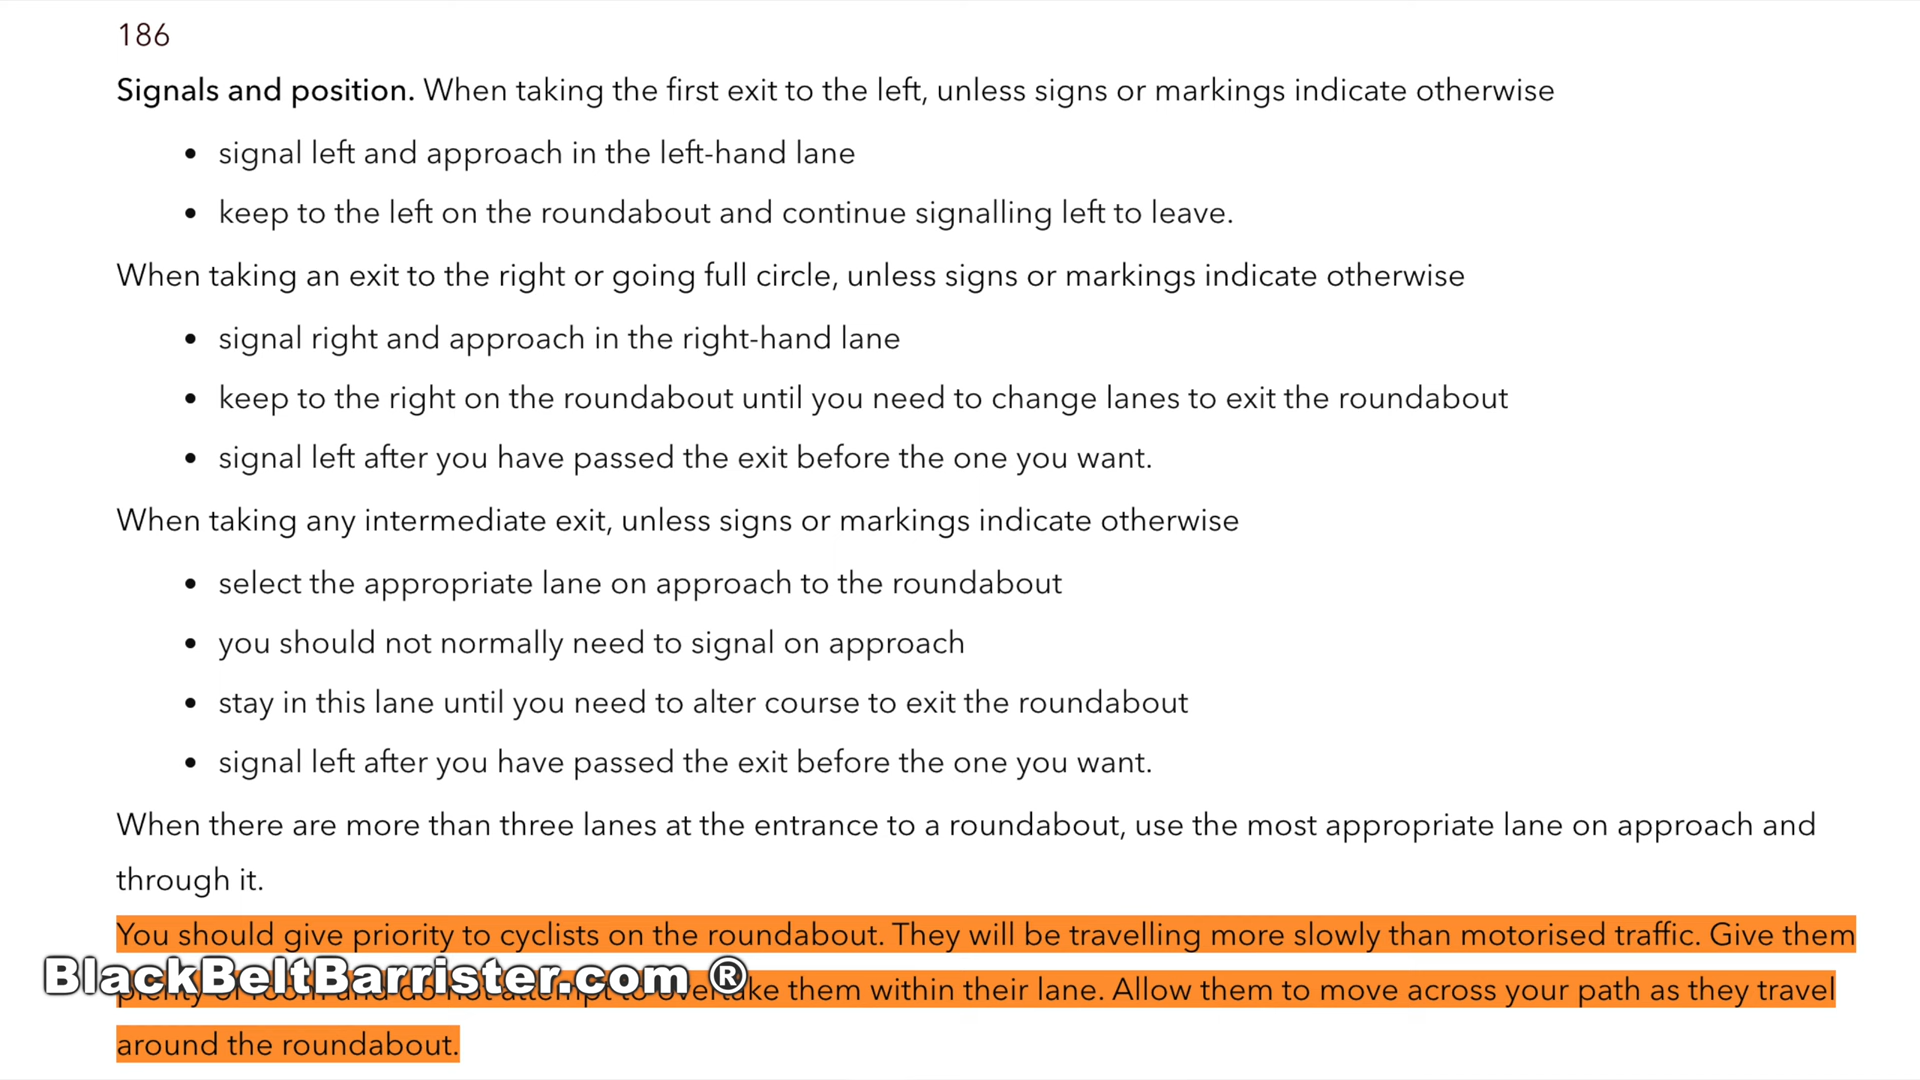 186
Signals and position. When taking the first exit to the left, unless signs or markings indicate otherwise
• signal left and approach in the left-hand lane
• keep to the left on the roundabout and continue signalling left to leave.
When taking an exit to the right or going full circle, unless signs or markings indicate otherwise
• signal right and approach in the right-hand lane
• keep to the right on the roundabout until you need to change lanes to exit the roundabout
• signal left after you have passed the exit before the one you want.
When taking any intermediate exit, unless signs or markings indicate otherwise
• select the appropriate lane on approach to the roundabout
• you should not normally need to signal on approach
• stay in this lane until you need to alter course to exit the roundabout
• signal left after you have passed the exit before the one you want.
When there are more than three lanes at the entrance to a roundabout, use the most appropriate lane on approach and
through it.
You should give priority to cyclists on the roundabout. They will be travelling more slowly than motorised traffic. Give them
BlackBeltBarrister.com ®
plenty of room and do not attempt to overtake them within their lane. Allow them to move across your path as they travel
around the roundabout.